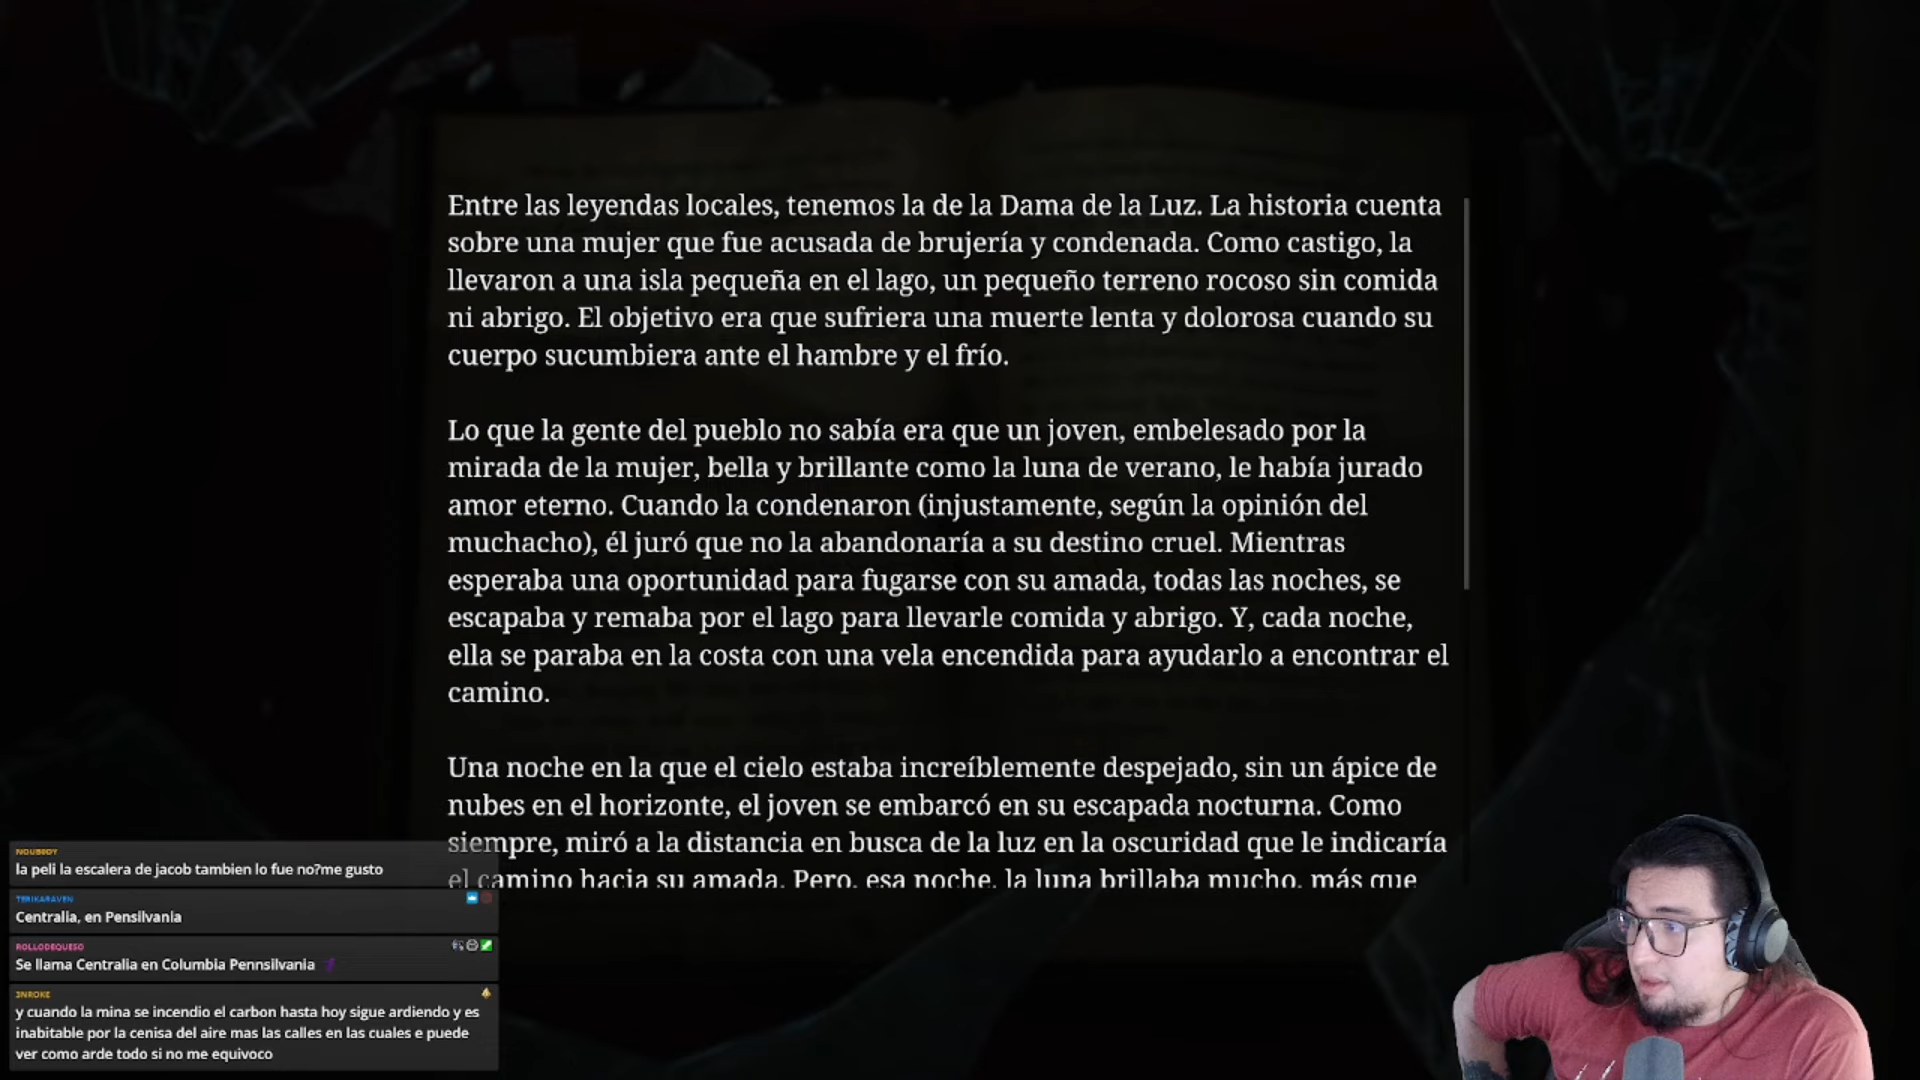 Entre las leyendas locales, tenemos la de la Dama de la Luz. La historia cuenta
sobre una mujer que fue acusada de brujería y condenada. Como castigo, la
llevaron a una isla pequeña en el lago, un pequeño terreno rocoso sin comida
ni abrigo. El objetivo era que sufriera una muerte lenta y dolorosa cuando su
cuerpo sucumbiera ante el hambre y el frío.
Lo que la gente del pueblo no sabía era que un joven, embelesado por la
mirada de la mujer, bella y brillante como la luna de verano, le había jurado
amor eterno. Cuando la condenaron (injustamente, según la opinión del
muchacho), él juró que no la abandonaría a su destino cruel. Mientras
esperaba una oportunidad para fugarse con su amada, todas las noches, se
escapaba y remaba por el lago para llevarle comida y abrigo. Y, cada noche,
ella se paraba en la costa con una vela encendida para ayudarlo a encontrar el
camino.
Una noche en la que el cielo estaba increíblemente despejado, sin un ápice de
nubes en el horizonte, el joven se embarcó en su escapada nocturna. Como
siempre, miró a la distancia en busca de la luz en la oscuridad que le indicaría
el camino hacia su amada. Pero, esa noche, la luna brillaba mucho, más que
NOUBODY
la peli la escalera de jacob tambien lo fue no?me gusto
TERIKARAVEN
Centralia, en Pensilvania
ROLLODEQUESO
Se llama Centralia en Columbia Pennsilvania
3NROKE
y cuando la mina se incendio el carbon hasta hoy sigue ardiendo y es
inabitable por la cenisa del aire mas las calles en las cuales e puede
ver como arde todo si no me equivoco